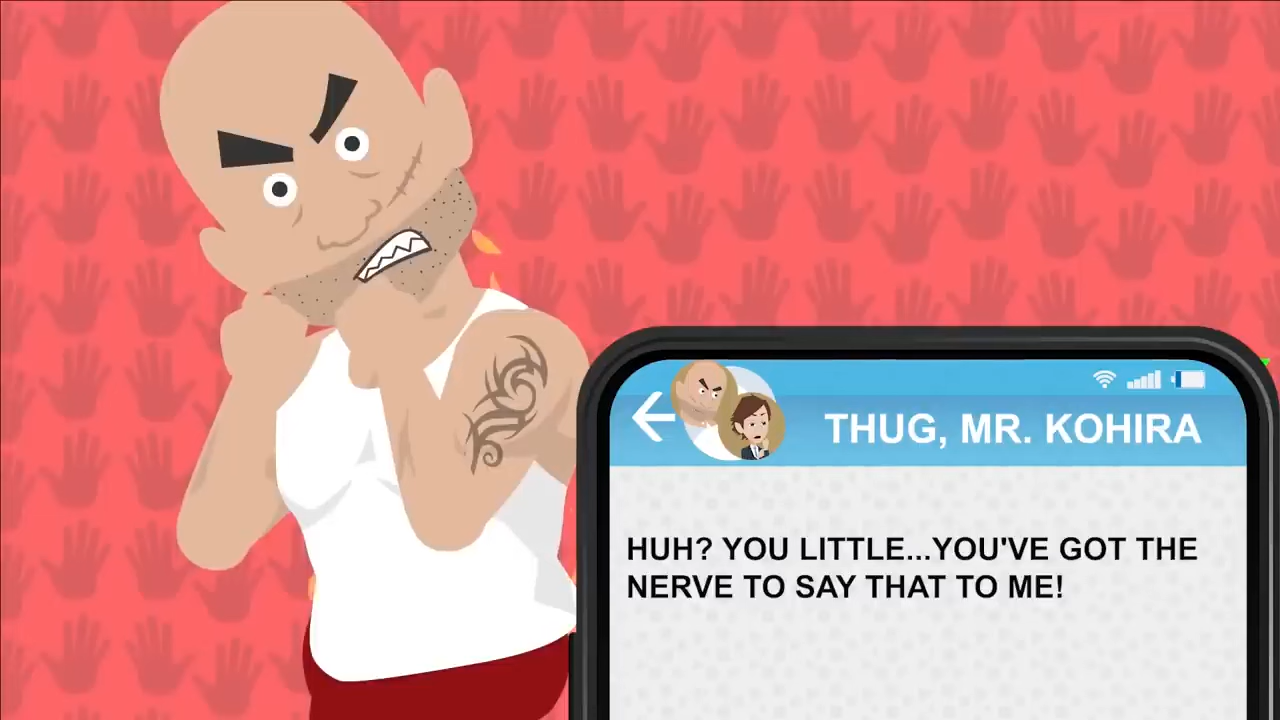 THUG, MR. KOHIRA
HUH? YOU LITTLE...YOU'VE GOT THE
NERVE TO SAY THAT TO ME!